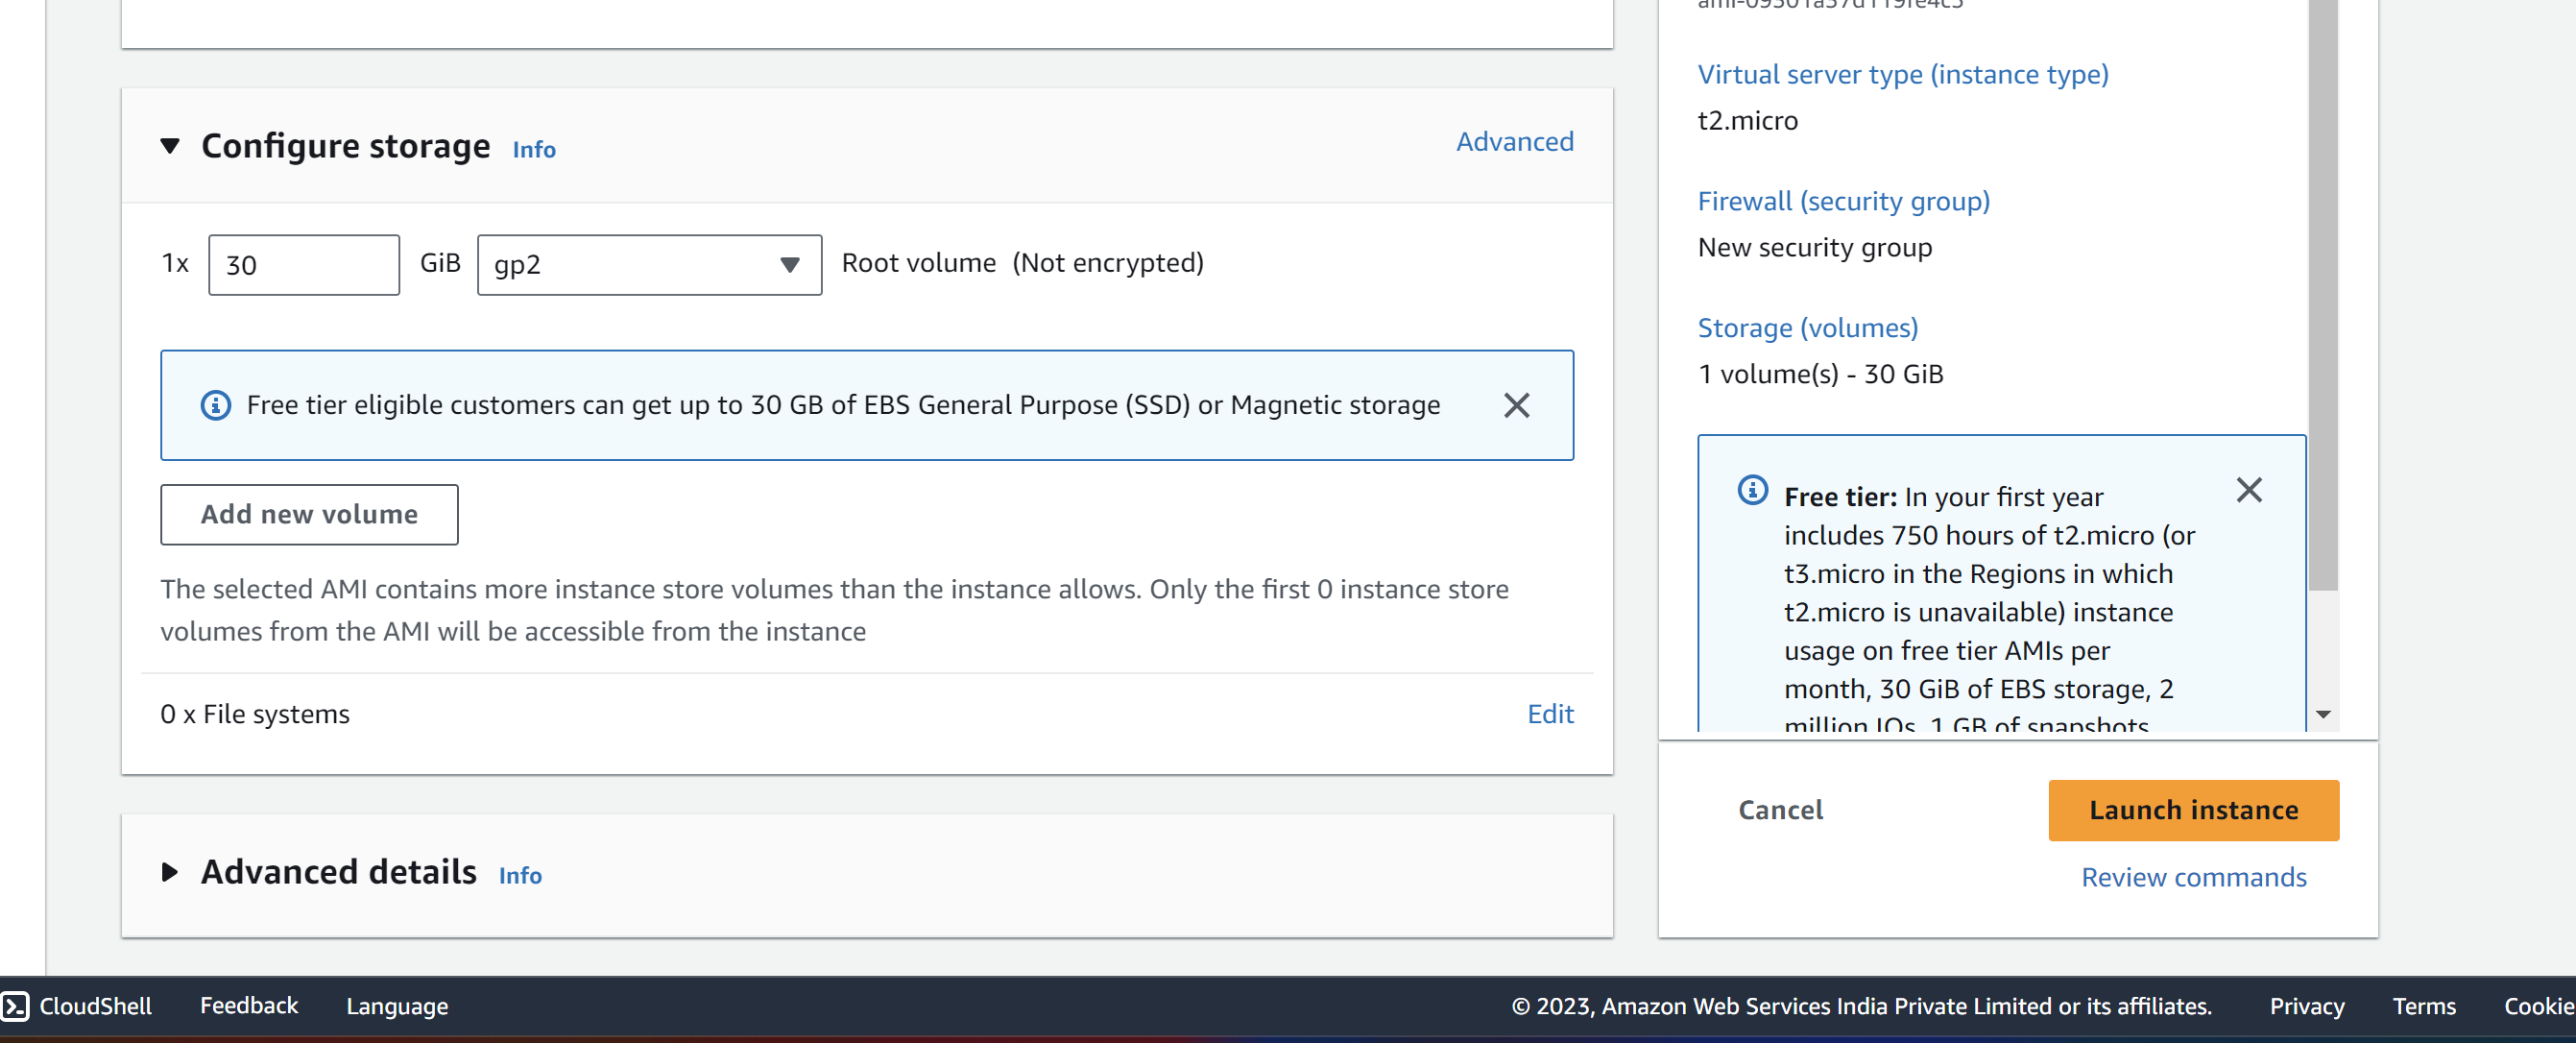 Configure storage Info
Advanced
1x 30 GiB gp2 Root volume (Not encrypted)
Free tier eligible customers can get up to 30 GB of EBS General Purpose (SSD) or Magnetic storage
Add new volume
The selected AMI contains more instance store volumes than the instance allows. Only the first 0 instance store
volumes from the AMI will be accessible from the instance
0 x File systems
Edit
Advanced details Info
Virtual server type (instance type)
t2.micro
Firewall (security group)
New security group
Storage (volumes)
1 volume(s) - 30 GiB
Free tier: In your first year
includes 750 hours of t2.micro (or
t3.micro in the Regions in which
t2.micro is unavailable) instance
usage on free tier AMIs per
month, 30 GiB of EBS storage, 2
million IOs, 1 GB of snapshots,
Cancel
Launch instance
Review commands
CloudShell Feedback Language
© 2023, Amazon Web Services India Private Limited or its affiliates. Privacy Terms Cookie